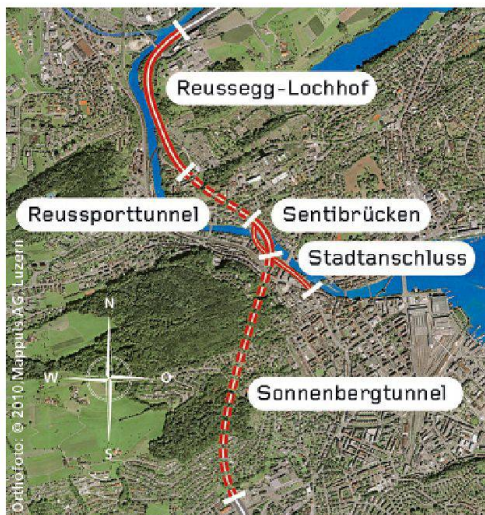 Reussegg-Lochhof
Reussporttunnel
Sentibrücken
Stadtanschluss
N
W
O
S
Sonnenbergtunnel
Orthofoto: © 2010 Mappuls AG, Luzern